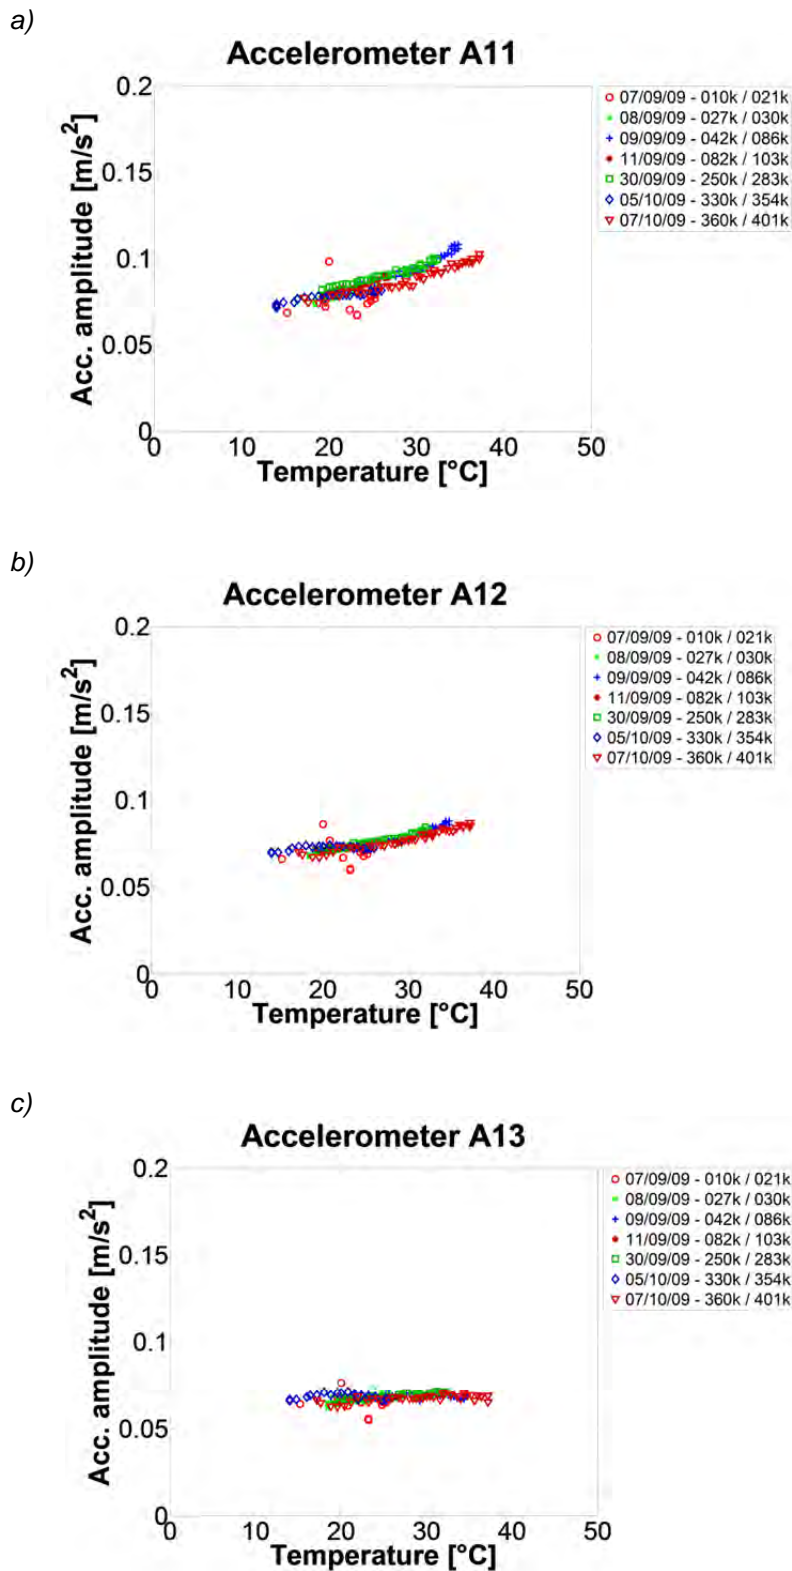 a)
Accelerometer A11
Acc. amplitude [m/s²]
0.2
0.15
0.1
0.05
0
0 10 20 30 40 50
Temperature [°C]
07/09/09 - 010k / 021k
08/09/09 - 027k / 030k
09/09/09 - 042k / 086k
11/09/09 - 082k / 103k
30/09/09 - 250k / 283k
05/10/09 - 330k / 354k
07/10/09 - 360k / 401k
b)
Accelerometer A12
Acc. amplitude [m/s²]
0.2
0.15
0.1
0.05
0
0 10 20 30 40 50
Temperature [°C]
07/09/09 - 010k / 021k
08/09/09 - 027k / 030k
09/09/09 - 042k / 086k
11/09/09 - 082k / 103k
30/09/09 - 250k / 283k
05/10/09 - 330k / 354k
07/10/09 - 360k / 401k
c)
Accelerometer A13
Acc. amplitude [m/s²]
0.2
0.15
0.1
0.05
0
0 10 20 30 40 50
Temperature [°C]
07/09/09 - 010k / 021k
08/09/09 - 027k / 030k
09/09/09 - 042k / 086k
11/09/09 - 082k / 103k
30/09/09 - 250k / 283k
05/10/09 - 330k / 354k
07/10/09 - 360k / 401k